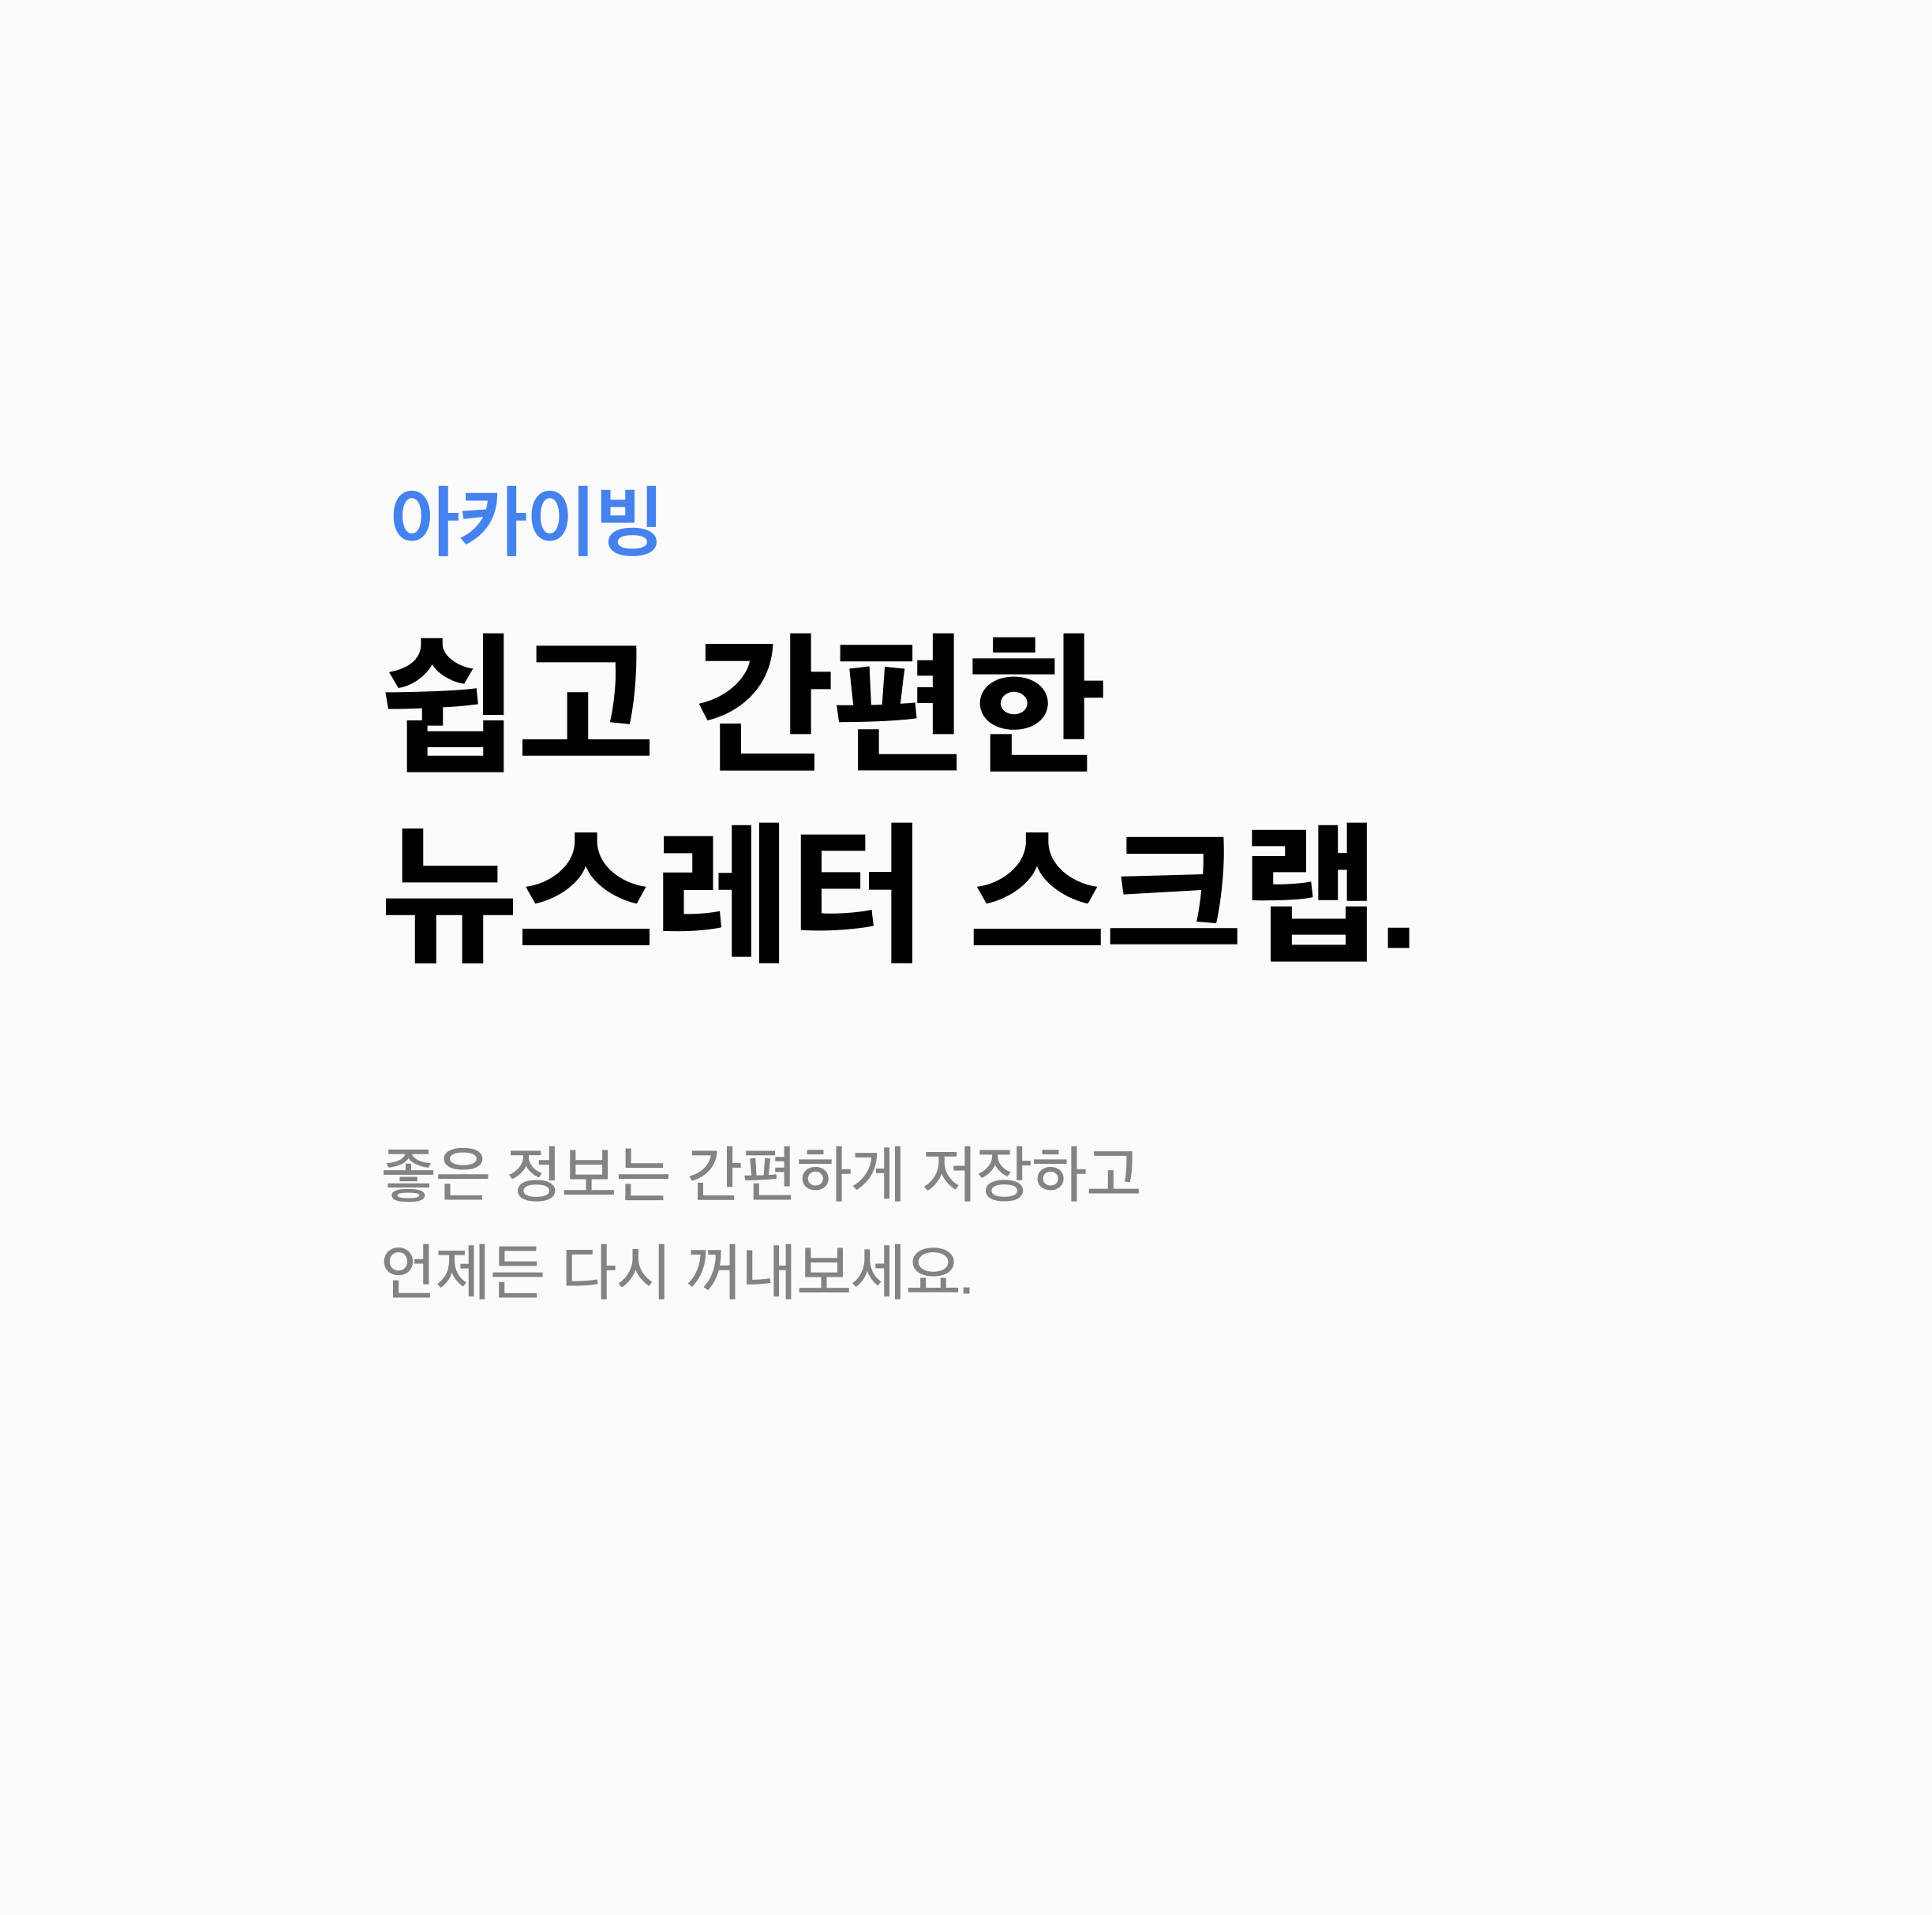 아카이빙
쉽고 간편한
뉴스레터 스크랩.
좋은 정보는 간편하게 저장하고
언제든 다시 꺼내보세요.